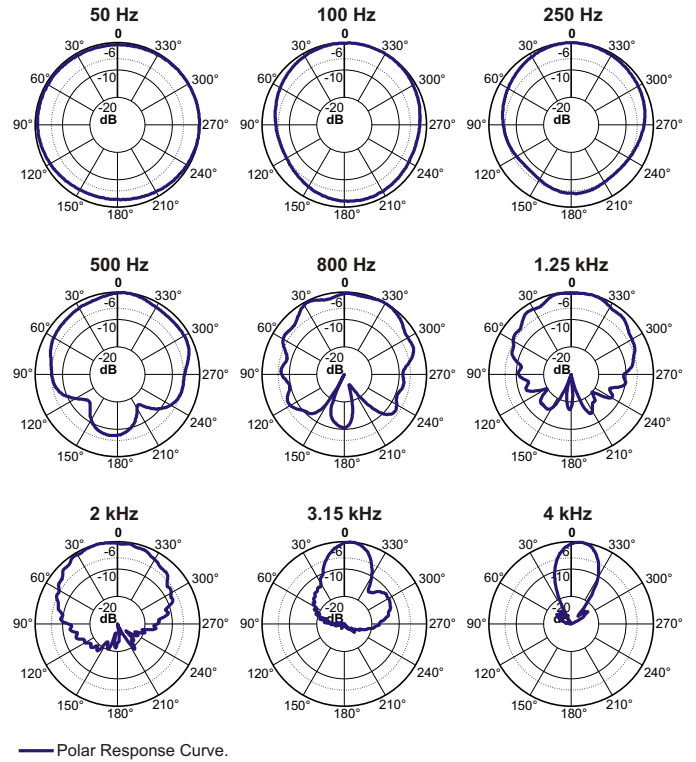 50 Hz 100 Hz 250 Hz
0 0 0
30° -6 330° 30° -6 330° 30° -6 330°
60° -10 300° 60° -10 300° 60° -10 300°
-20 -20 -20
90° dB 270° 90° dB 270° 90° dB 270°
120° 240° 120° 240° 120° 240°
150° 210° 150° 210° 150° 210°
180° 180° 180°
500 Hz 800 Hz 1.25 kHz
0 0 0
30° -6 330° 30° -6 330° 30° -6 330°
60° -10 300° 60° -10 300° 60° -10 300°
-20 -20 -20
90° dB 270° 90° dB 270° 90° dB 270°
120° 240° 120° 240° 120° 240°
150° 210° 150° 210° 150° 210°
180° 180° 180°
2 kHz 3.15 kHz 4 kHz
0 0 0
30° -6 330° 30° -6 330° 30° -6 330°
60° -10 300° 60° -10 300° 60° -10 300°
-20 -20 -20
90° dB 270° 90° dB 270° 90° dB 270°
120° 240° 120° 240° 120° 240°
150° 210° 150° 210° 150° 210°
180° 180° 180°
Polar Response Curve.